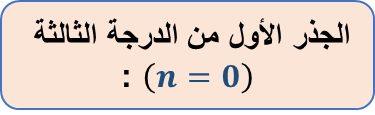 الجذر الأول من الدرجة الثالثة
(n = 0) :